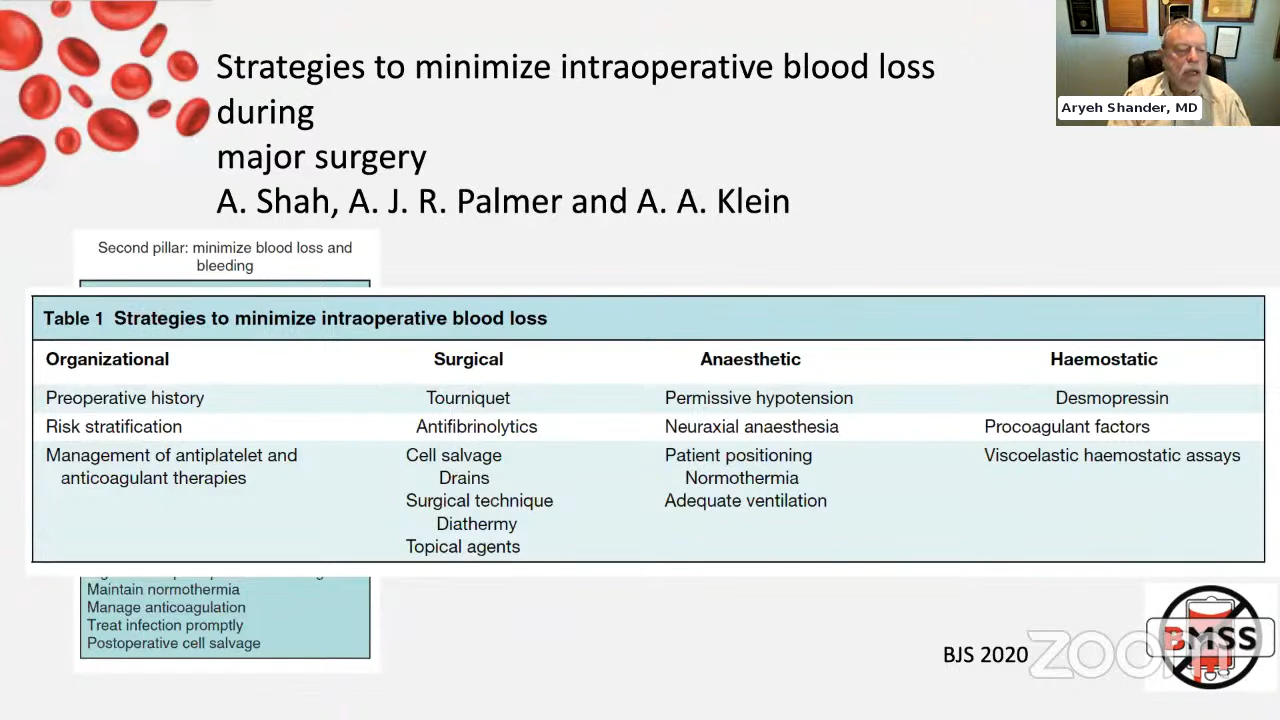 Strategies to minimize intraoperative blood loss
during
major surgery
A. Shah, A. J. R. Palmer and A. A. Klein
Aryeh Shander, MD
Second pillar: minimize blood loss and
bleeding
Table 1 Strategies to minimize intraoperative blood loss
Organizational Surgical Anaesthetic Haemostatic
Preoperative history Tourniquet Permissive hypotension Desmopressin
Risk stratification Antifibrinolytics Neuraxial anaesthesia Procoagulant factors
Management of antiplatelet and Cell salvage Patient positioning Viscoelastic haemostatic assays
anticoagulant therapies Drains Normothermia
Surgical technique Adequate ventilation
Diathermy
Topical agents
Maintain normothermia
Manage anticoagulation
Treat infection promptly
Postoperative cell salvage
BJS 2020
zoom
BMSS